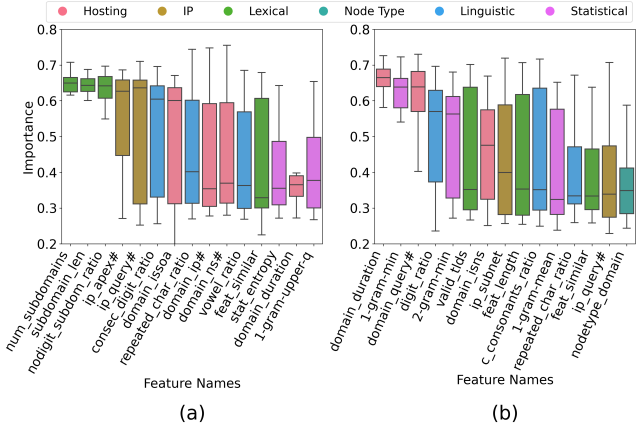 Hosting IP Lexical Node Type Linguistic Statistical
0.8
0.7
0.6
0.5
0.4
0.3
0.2
Importance
num_subdomains
subdomain_len
nodigit_subdom_ratio
ip_apex#
ip_query#
consec_digit_ratio
domain_ssoa
repeated_char_ratio
domain_ip#
domain_ns#
vowel_ratio
feat_similar
stat_entropy
domain_duration
1-gram-upper-q
Feature Names
(a)
0.8
0.7
0.6
0.5
0.4
0.3
0.2
domain_duration
1-gram-min
domain_query#
digit_ratio
2-gram-min
valid_tlds
domain_isns
ip_subnet
feat_length
c_consonants_ratio
1-gram-mean
repeated_char_ratio
feat_similar
ip_query#
nodetype_domain
Feature Names
(b)